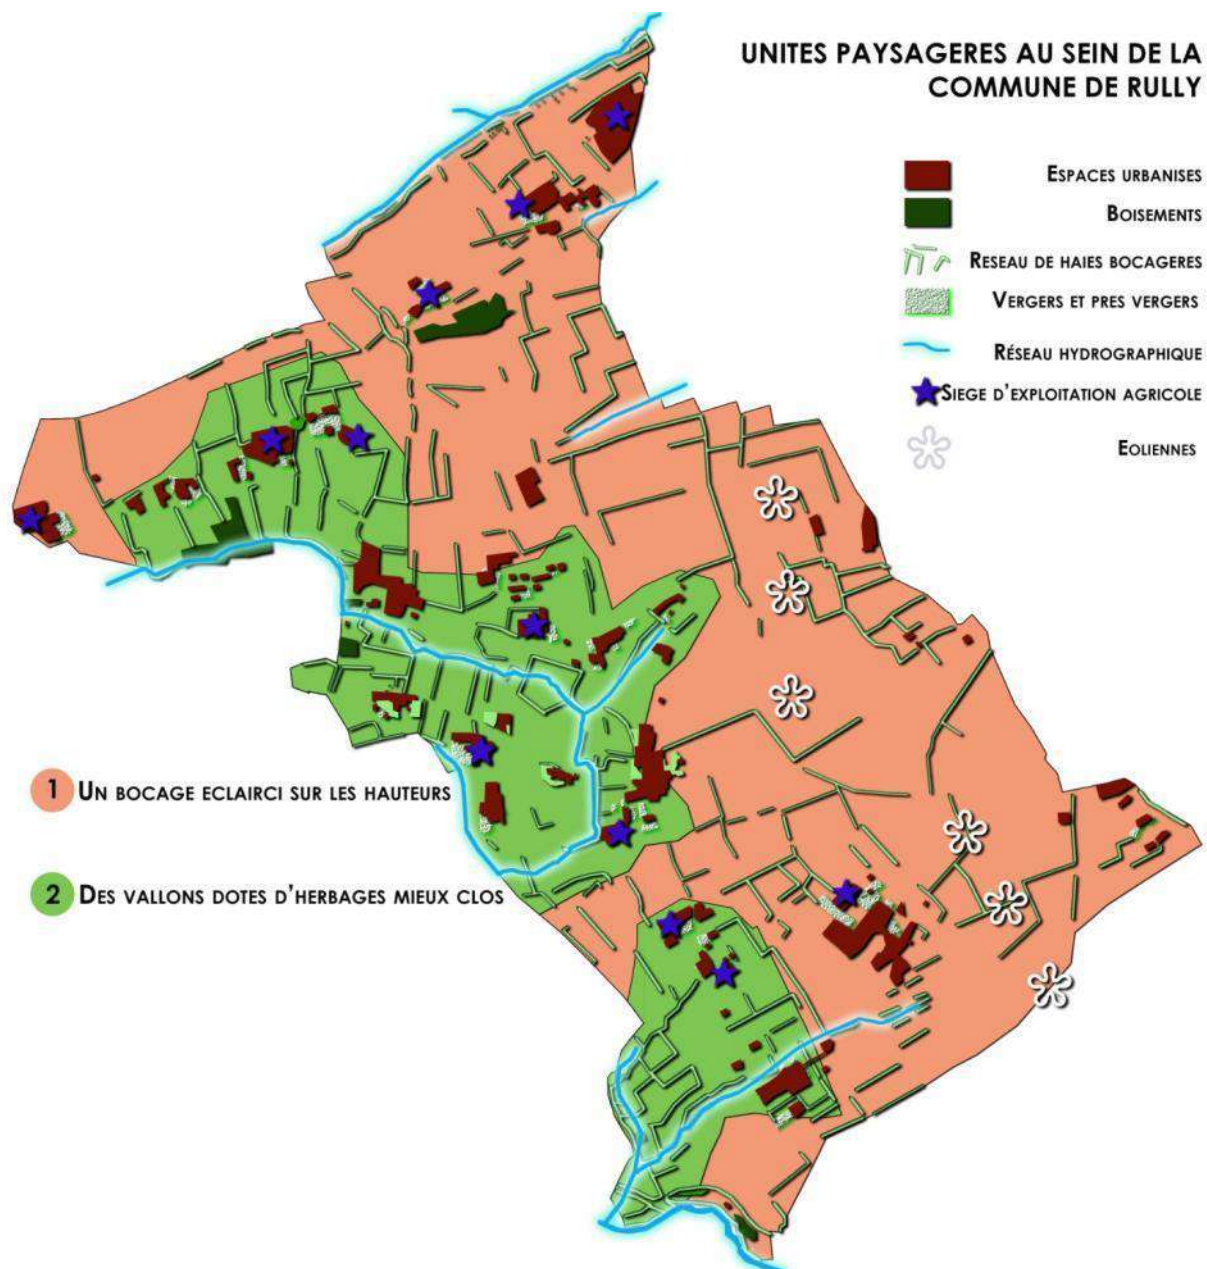 UNITES PAYSAGERES AU SEIN DE LA
COMMUNE DE RULLY
ESPACES URBANISES
BOISEMENTS
RESEAU DE HAIES BOCAGERES
VERGERS ET PRES VERGERS
RÉSEAU HYDROGRAPHIQUE
SIEGE D'EXPLOITATION AGRICOLE
EOLIENNES
1 UN BOCAGE ECLAIRCI SUR LES HAUTEURS
2 DES VALLONS DOTES D'HERBAGES MIEUX CLOS